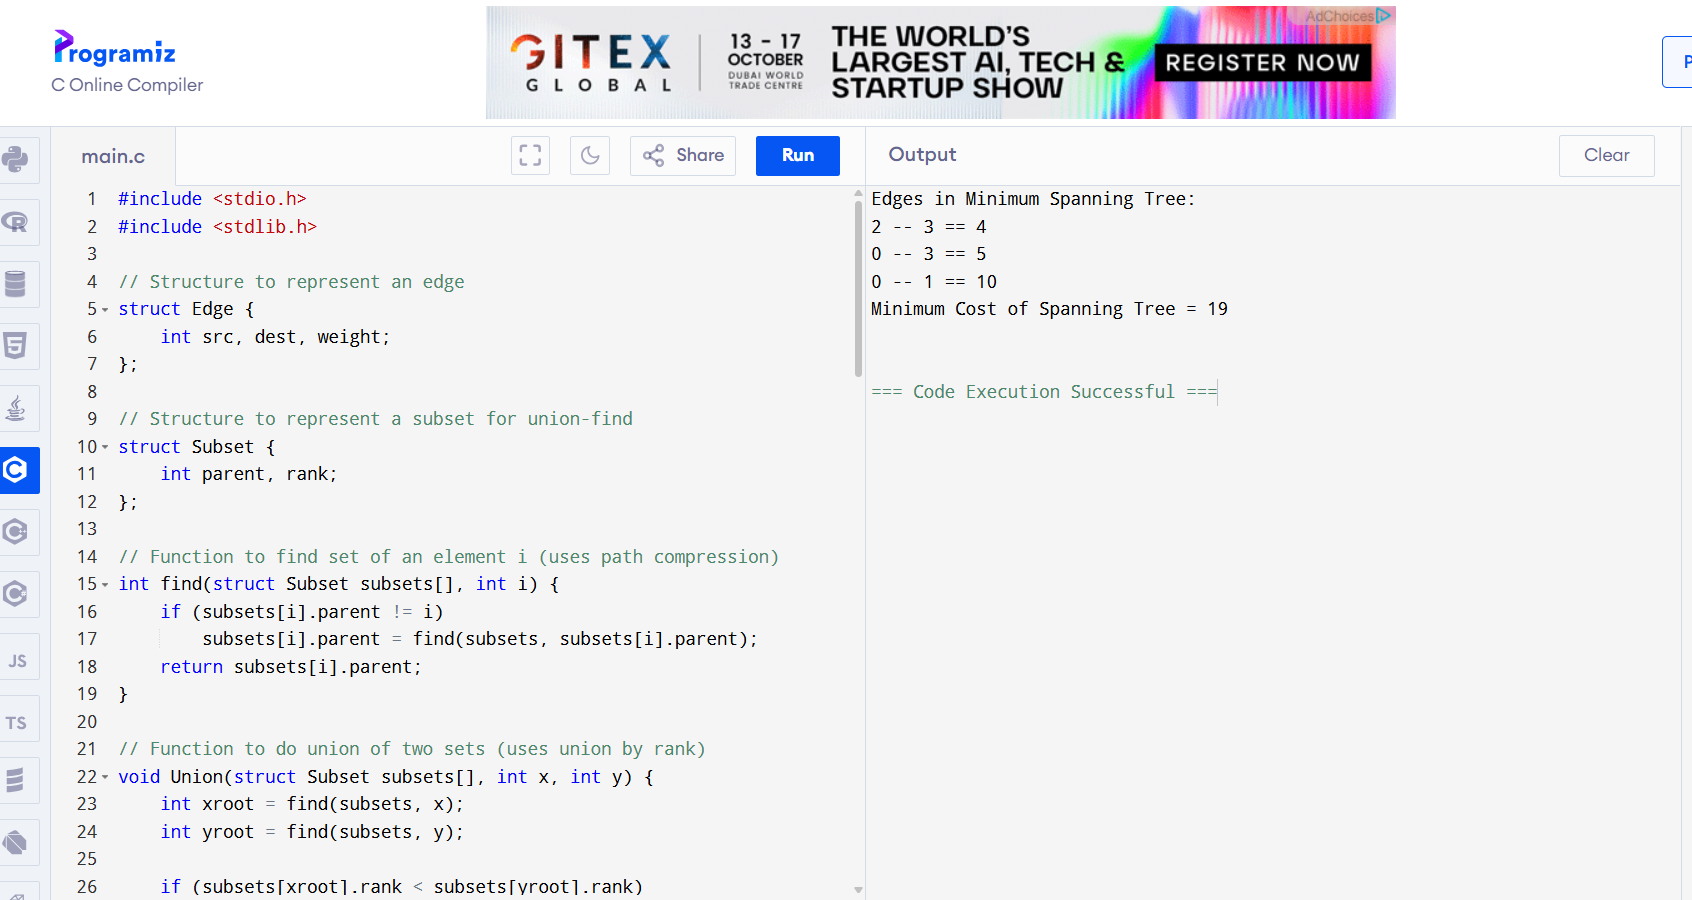 Programiz
C Online Compiler
GITEX
GLOBAL
13 - 17
OCTOBER
DUBAI WORLD
TRADE CENTRE
THE WORLD'S
LARGEST AI, TECH &
STARTUP SHOW
REGISTER NOW
AdChoices
P
main.c
Share
Run
Output
Clear
1 #include <stdio.h>
2 #include <stdlib.h>
3
4 // Structure to represent an edge
5 struct Edge {
6     int src, dest, weight;
7 };
8
9 // Structure to represent a subset for union-find
10 struct Subset {
11     int parent, rank;
12 };
13
14 // Function to find set of an element i (uses path compression)
15 int find(struct Subset subsets[], int i) {
16     if (subsets[i].parent != i)
17         subsets[i].parent = find(subsets, subsets[i].parent);
18     return subsets[i].parent;
19 }
20
21 // Function to do union of two sets (uses union by rank)
22 void Union(struct Subset subsets[], int x, int y) {
23     int xroot = find(subsets, x);
24     int yroot = find(subsets, y);
25
26     if (subsets[xroot].rank < subsets[yroot].rank)
Edges in Minimum Spanning Tree:
2 -- 3 == 4
0 -- 3 == 5
0 -- 1 == 10
Minimum Cost of Spanning Tree = 19
=== Code Execution Successful ===
R
C
JS
TS